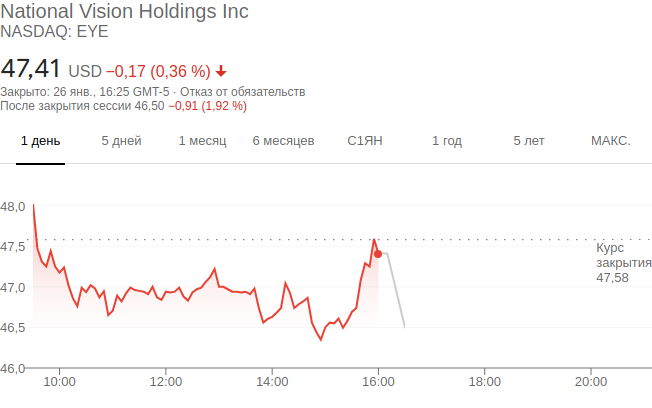 National Vision Holdings Inc
NASDAQ: EYE
47,41 USD −0,17 (0,36 %)
Закрыто: 26 янв., 16:25 GMT-5 · Отказ от обязательств
После закрытия сессии 46,50 −0,91 (1,92 %)
1 день 5 дней 1 месяц 6 месяцев С1ЯН 1 год 5 лет МАКС.
48,0
47,5
Курс
закрытия
47,58
47,0
46,5
46,0
10:00 12:00 14:00 16:00 18:00 20:00